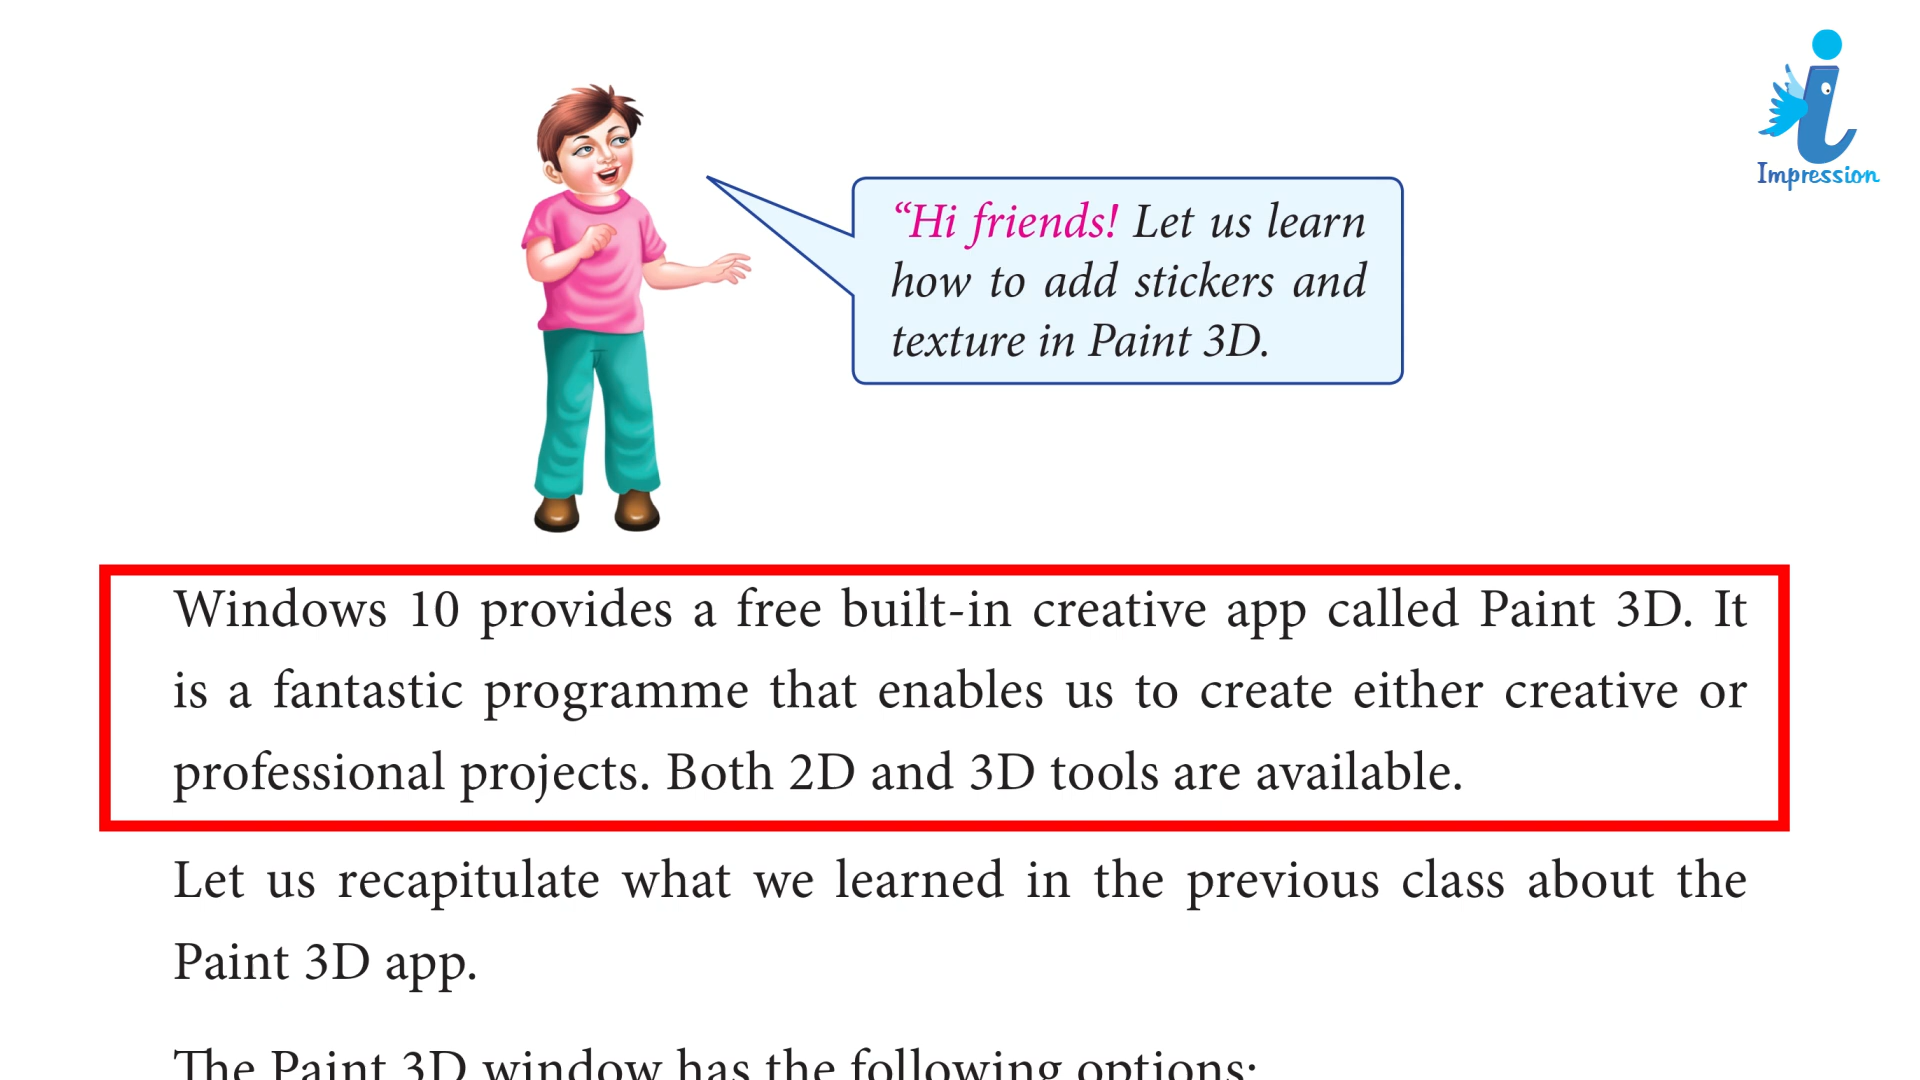 Impression
“Hi friends! Let us learn
how to add stickers and
texture in Paint 3D.
Windows 10 provides a free built-in creative app called Paint 3D. It
is a fantastic programme that enables us to create either creative or
professional projects. Both 2D and 3D tools are available.
Let us recapitulate what we learned in the previous class about the
Paint 3D app.
The Paint 3D window has the following options: